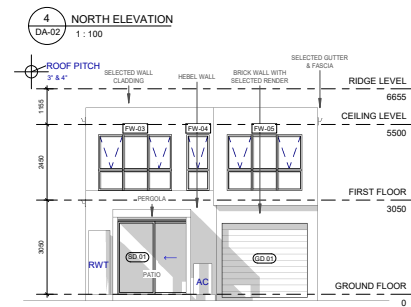 4
DA-02
NORTH ELEVATION
1 : 100
ROOF PITCH
3" & 4"
SELECTED WALL
CLADDING
HEBEL WALL
BRICK WALL WITH
SELECTED RENDER
SELECTED GUTTER
& FASCIA
RIDGE LEVEL
6655
1155
CEILING LEVEL
5500
FW-03
FW-04
FW-05
2450
FIRST FLOOR
3050
PERGOLA
3050
SD 01
GD 01
PATIO
RWT
AC
GROUND FLOOR
0